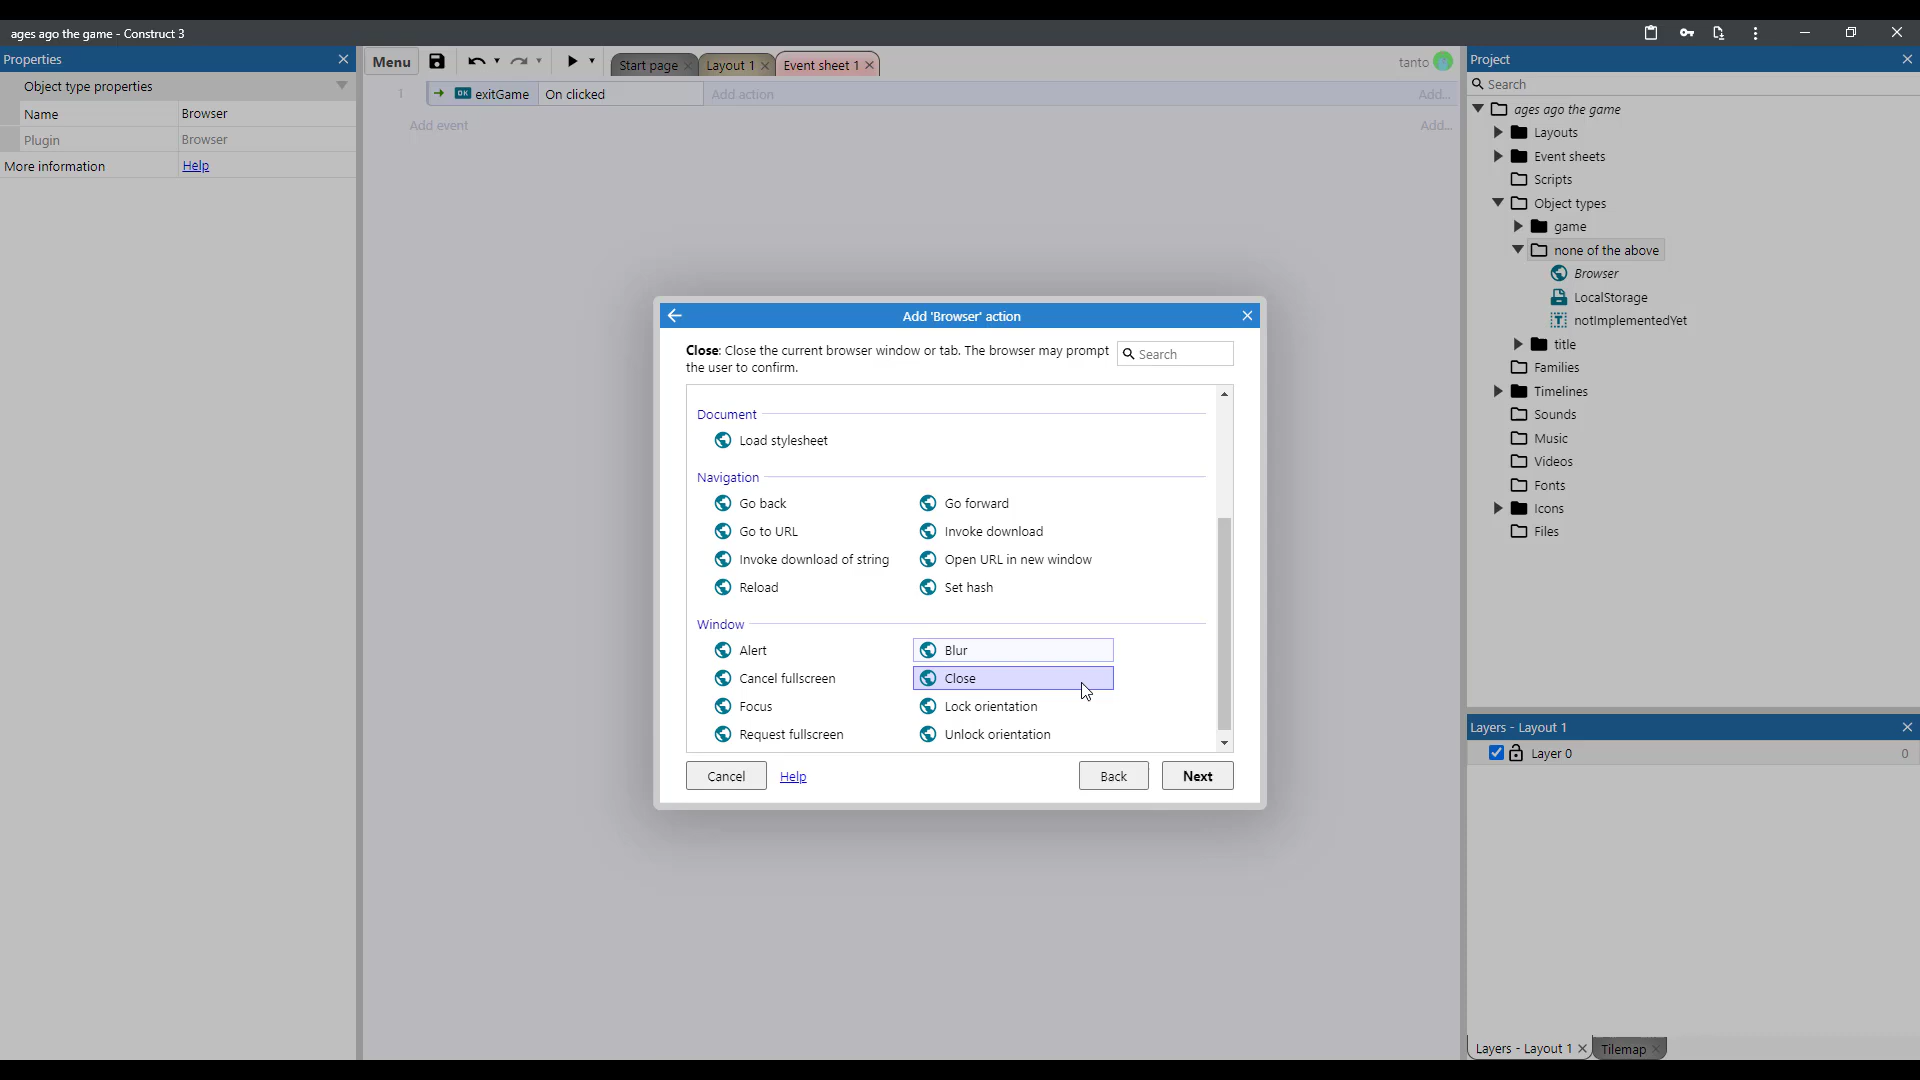 ages ago the game - Construct 3
Properties
Object type properties
Name Browser
Plugin Browser
More information Help
Menu
Start page
Layout 1
Event sheet 1
tanto
1 OK exitGame On clicked Add action Add...
Add event Add...
Add 'Browser' action
Close: Close the current browser window or tab. The browser may prompt
the user to confirm.
Search
Document
Load stylesheet
Navigation
Go back Go forward
Go to URL Invoke download
Invoke download of string Open URL in new window
Reload Set hash
Window
Alert Blur
Cancel fullscreen Close
Focus Lock orientation
Request fullscreen Unlock orientation
Cancel Help Back Next
Project
Search
ages ago the game
Layouts
Event sheets
Scripts
Object types
game
none of the above
Browser
LocalStorage
T notImplementedYet
title
Families
Timelines
Sounds
Music
Videos
Fonts
Icons
Files
Layers - Layout 1
Layer 0 0
Layers - Layout 1 Tilemap